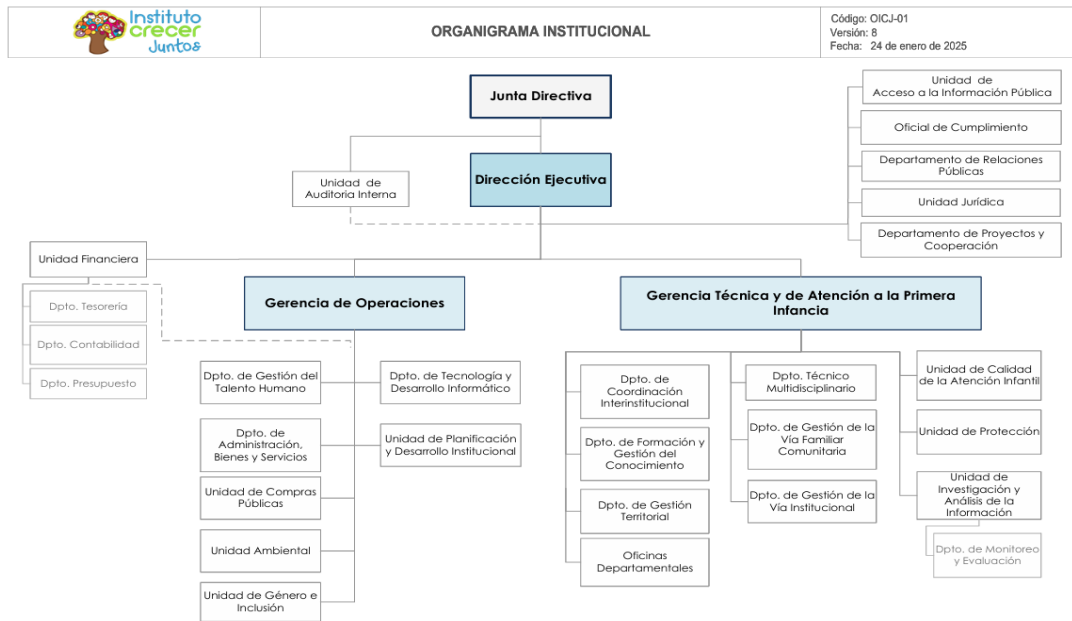 Instituto
crecer
Juntos
ORGANIGRAMA INSTITUCIONAL
Código: OICJ-01
Versión: 8
Fecha: 24 de enero de 2025
Junta Directiva
Dirección Ejecutiva
Unidad de
Auditoria Interna
Unidad de
Acceso a la Información Pública
Oficial de Cumplimiento
Departamento de Relaciones
Públicas
Unidad Jurídica
Departamento de Proyectos y
Cooperación
Unidad Financiera
Dpto. Tesorería
Dpto. Contabilidad
Dpto. Presupuesto
Gerencia de Operaciones
Dpto. de Gestión del
Talento Humano
Dpto. de Tecnología y
Desarrollo Informático
Dpto. de
Administración,
Bienes y Servicios
Unidad de Planificación
y Desarrollo Institucional
Unidad de Compras
Públicas
Unidad Ambiental
Unidad de Género e
Inclusión
Gerencia Técnica y de Atención a la Primera
Infancia
Dpto. de
Coordinación
Interinstitucional
Dpto. de Formación y
Gestión del
Conocimiento
Dpto. de Gestión
Territorial
Oficinas
Departamentales
Dpto. Técnico
Multidisciplinario
Dpto. de Gestión de la
Vía Familiar
Comunitaria
Dpto. de Gestión de la
Vía Institucional
Unidad de Calidad
de la Atención Infantil
Unidad de Protección
Unidad de
Investigación y
Análisis de la
Información
Dpto. de Monitoreo
y Evaluación